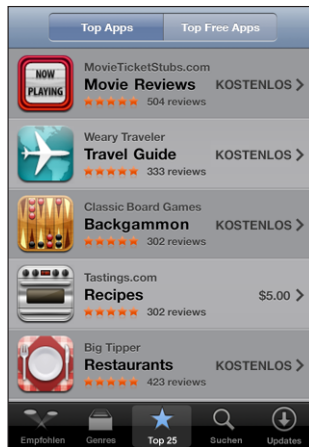 Top Apps
Top Free Apps
NOW
PLAYING
MovieTicketStubs.com
Movie Reviews
KOSTENLOS
504 reviews
Weary Traveler
Travel Guide
KOSTENLOS
333 reviews
Classic Board Games
Backgammon
KOSTENLOS
302 reviews
Tastings.com
Recipes
$5.00
302 reviews
Big Tipper
Restaurants
KOSTENLOS
423 reviews
Empfohlen
Genres
Top 25
Suchen
Updates